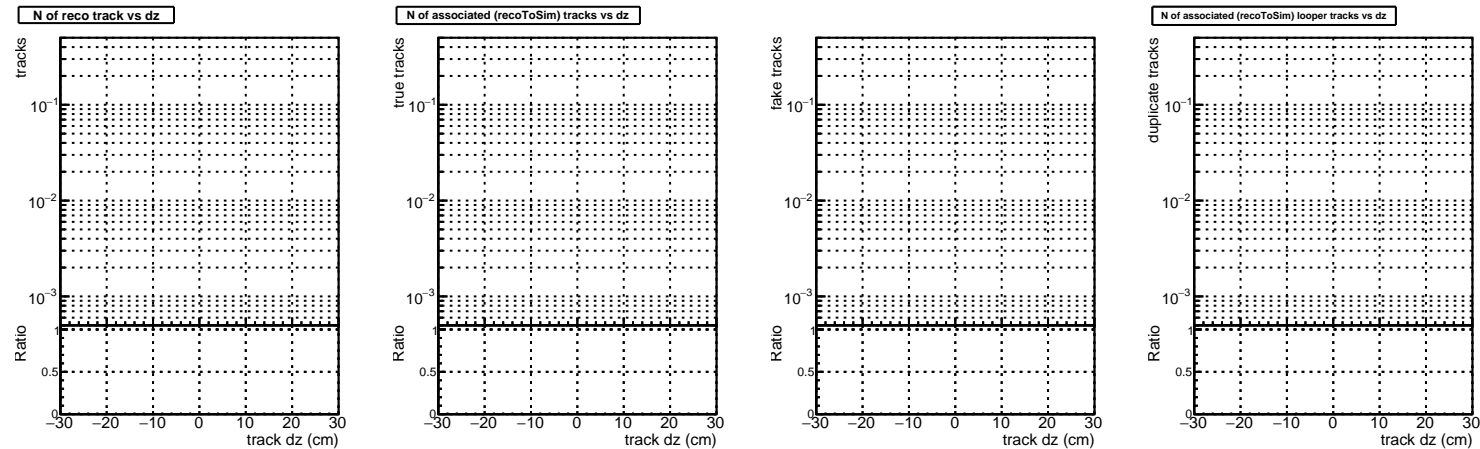 N of reco track vs dz
tracks
10⁻¹
10⁻²
10⁻³
Ratio
1
0.5
0
−30 −20 −10 0 10 20 30
track dz (cm)
N of associated (recoToSim) tracks vs dz
true tracks
10⁻¹
10⁻²
10⁻³
Ratio
1
0.5
0
−30 −20 −10 0 10 20 30
track dz (cm)
fake tracks
10⁻¹
10⁻²
10⁻³
Ratio
1
0.5
0
−30 −20 −10 0 10 20 30
track dz (cm)
N of associated (recoToSim) looper tracks vs dz
duplicate tracks
10⁻¹
10⁻²
10⁻³
Ratio
1
0.5
0
−30 −20 −10 0 10 20 30
track dz (cm)